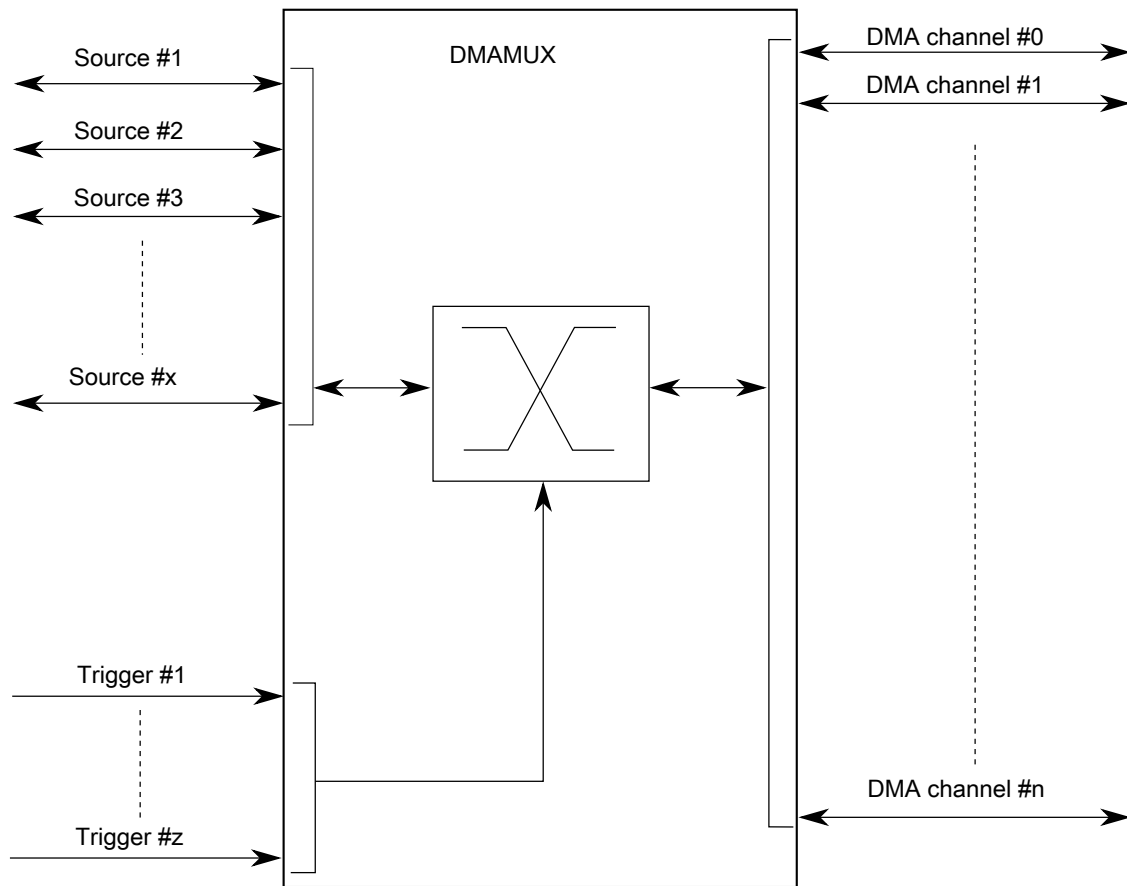 DMAMUX
Source #1
Source #2
Source #3
Source #x
Trigger #1
Trigger #z
DMA channel #0
DMA channel #1
DMA channel #n